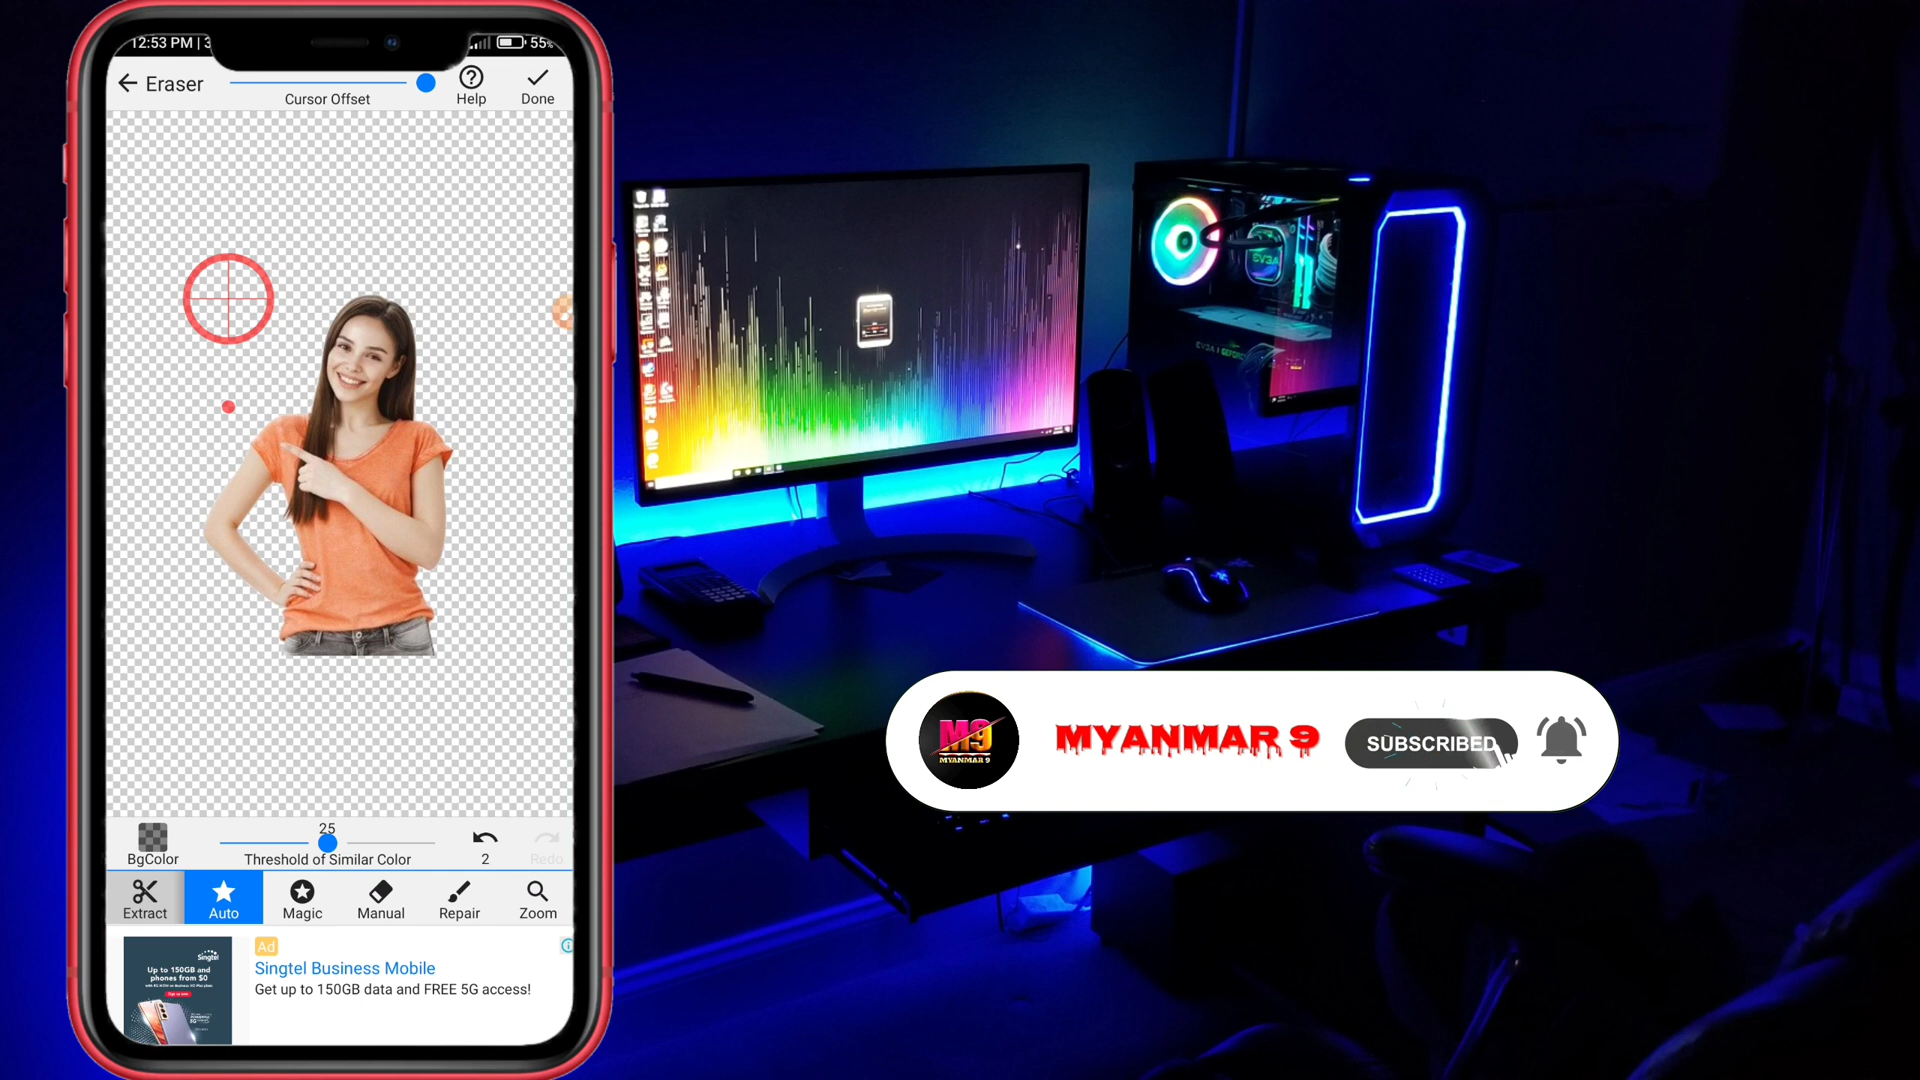 12:53 PM | 3
55%
Eraser
Cursor Offset
Help
Done
25
BgColor
Threshold of Similar Color
2
Redo
Extract
Auto
Magic
Manual
Repair
Zoom
Singtel
Up to 150GB and
phones from $0
Ad
Singtel Business Mobile
Get up to 150GB data and FREE 5G access!
EVGA
M9
MYANMAR 9
MYANMAR 9
SUBSCRIBED